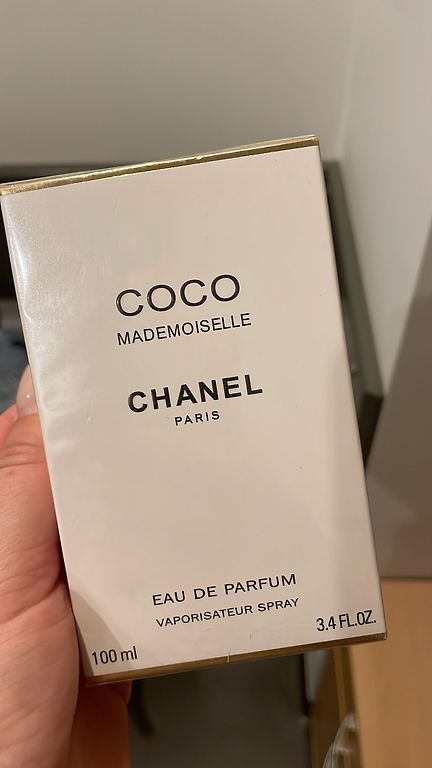 COCO
MADEMOISELLE
CHANEL
PARIS
EAU DE PARFUM
VAPORISATEUR SPRAY
100 ml
3.4 FL.OZ.